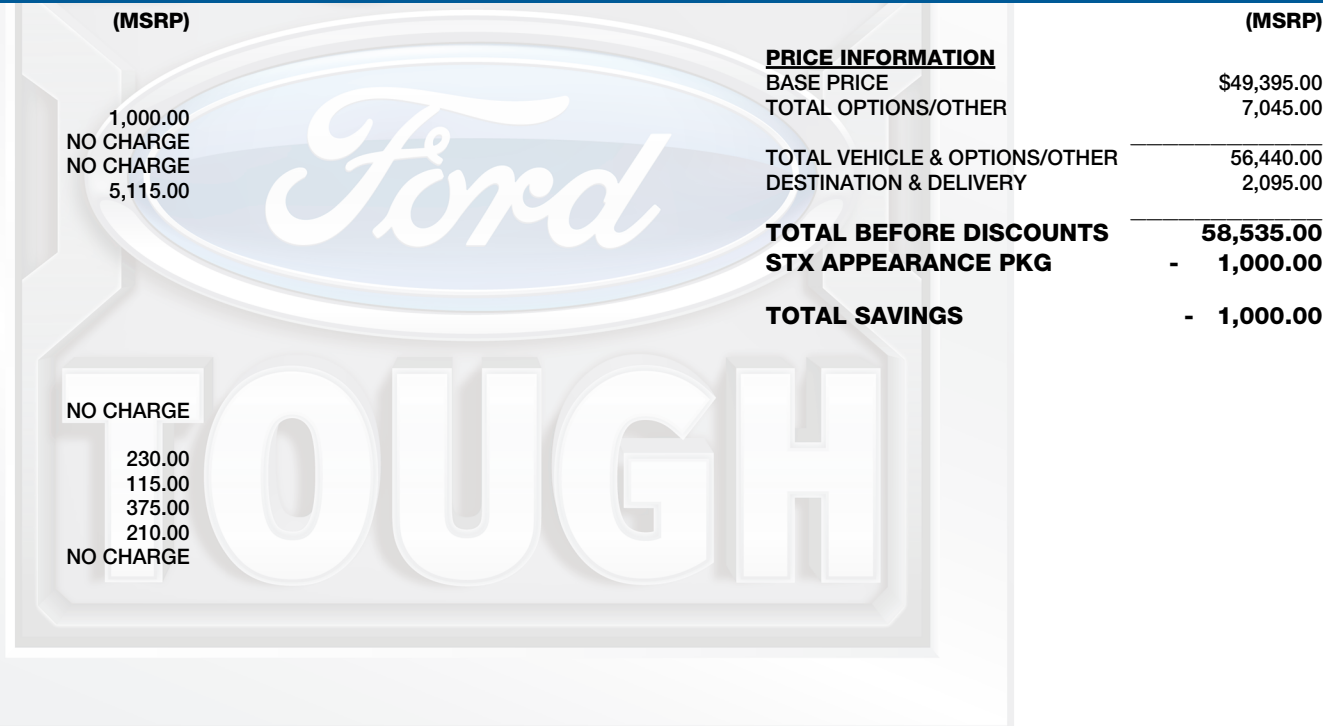 (MSRP)
1,000.00
NO CHARGE
NO CHARGE
5,115.00
NO CHARGE
230.00
115.00
375.00
210.00
NO CHARGE
(MSRP)
PRICE INFORMATION
BASE PRICE $49,395.00
TOTAL OPTIONS/OTHER 7,045.00
TOTAL VEHICLE & OPTIONS/OTHER 56,440.00
DESTINATION & DELIVERY 2,095.00
TOTAL BEFORE DISCOUNTS 58,535.00
STX APPEARANCE PKG - 1,000.00
TOTAL SAVINGS - 1,000.00
Ford
TOUGH